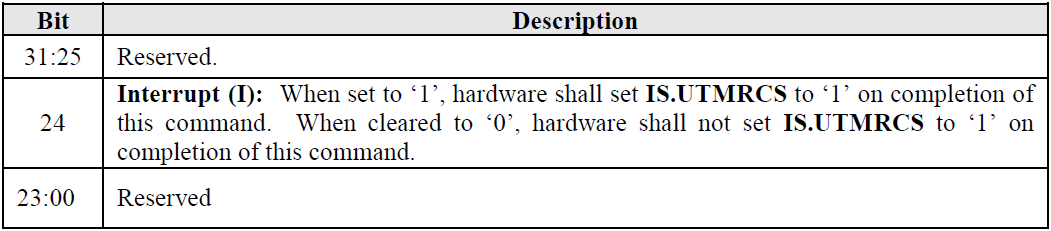 Bit Description
31:25 Reserved.
Interrupt (I): When set to ‘1’, hardware shall set IS.UTMRCS to ‘1’ on completion of
24 this command. When cleared to ‘0’, hardware shall not set IS.UTMRCS to ‘1’ on
completion of this command.
23:00 Reserved